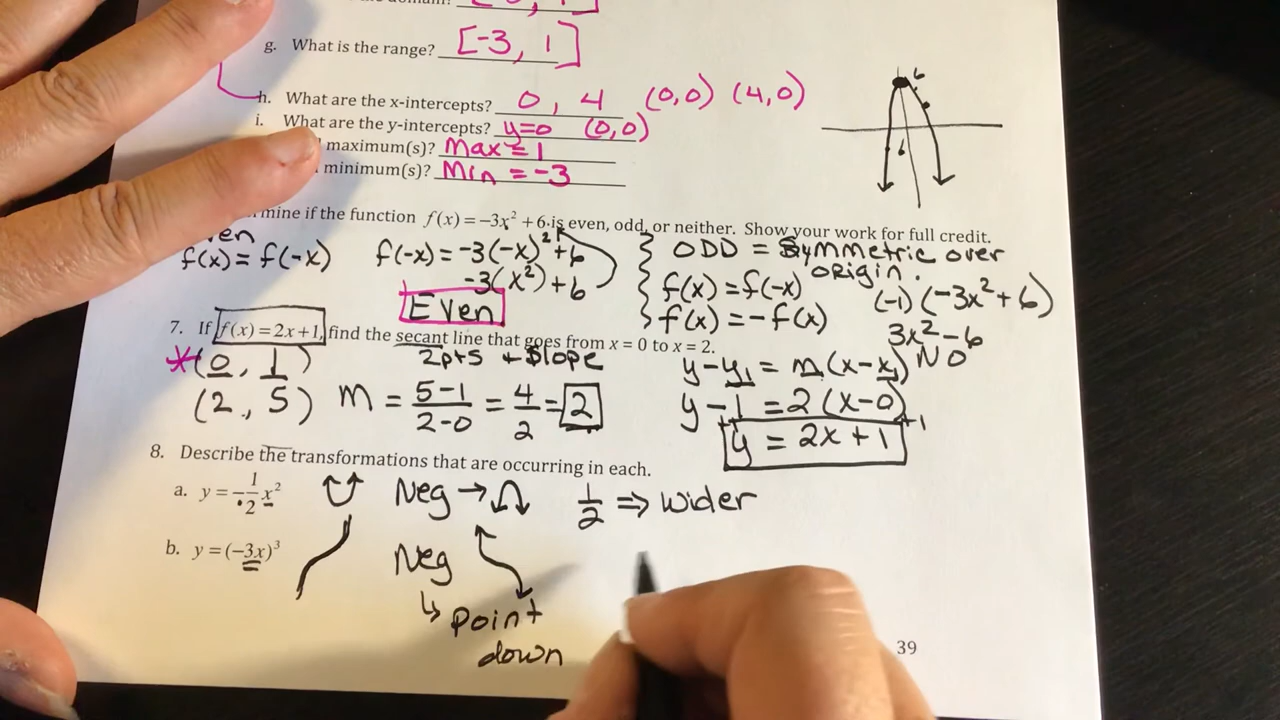 g. What is the range? [-3, 1]
h. What are the x-intercepts? 0, 4 (0,0) (4,0)
i. What are the y-intercepts? y=0 (0,0)
maximum(s)? Max = 1
minimum(s)? Min = -3
6
mine if the function f(x) = −3x² + 6 is even, odd, or neither. Show your work for full credit.
f(x) = f(-x) f(-x) = -3(-x)² + 6 ODD = Symmetric over
-3(x²) + 6 origin.
Even f(x) = f(-x) (-1)(-3x² + 6)
f(x) = -f(x) 3x² - 6
7. If f(x) = 2x + 1, find the secant line that goes from x = 0 to x = 2. NO
*(0, 1) 2pts + Slope y - y₁ = m(x - x₁)
(2, 5) m = 5-1/2-0 = 4/2 = 2 y - 1 = 2(x - 0)
+1
y = 2x + 1
8. Describe the transformations that are occurring in each.
a. y = −1/2 x² Neg → 1/2 ⇒ wider
b. y = (−3x)³ Neg
↳ Point
down
39